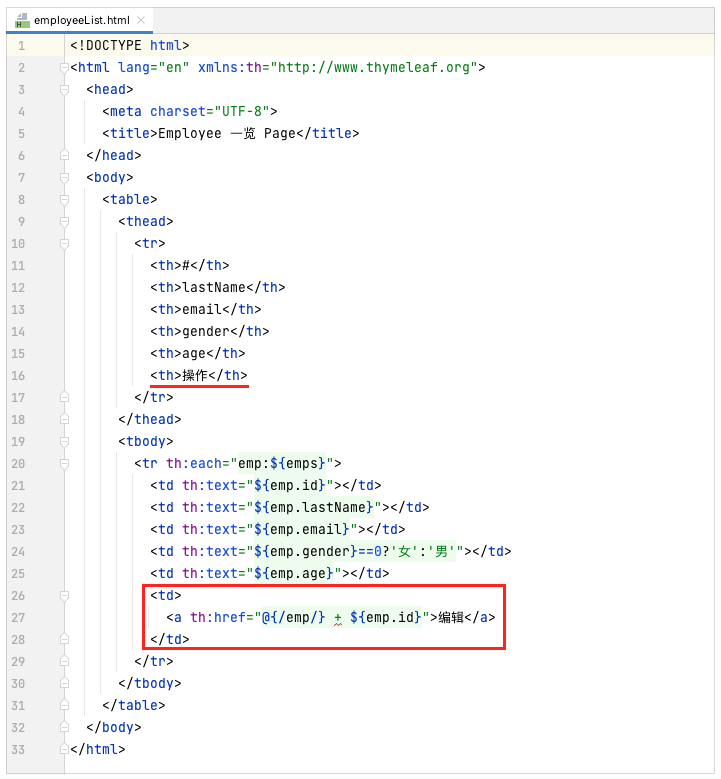 employeeList.html
1 <!DOCTYPE html>
2 <html lang="en" xmlns:th="http://www.thymeleaf.org">
3 <head>
4 <meta charset="UTF-8">
5 <title>Employee 一览 Page</title>
6 </head>
7 <body>
8 <table>
9 <thead>
10 <tr>
11 <th>#</th>
12 <th>lastName</th>
13 <th>email</th>
14 <th>gender</th>
15 <th>age</th>
16 <th>操作</th>
17 </tr>
18 </thead>
19 <tbody>
20 <tr th:each="emp:${emps}">
21 <td th:text="${emp.id}"></td>
22 <td th:text="${emp.lastName}"></td>
23 <td th:text="${emp.email}"></td>
24 <td th:text="${emp.gender}==0?'女':'男'"></td>
25 <td th:text="${emp.age}"></td>
26 <td>
27 <a th:href="@{/emp/} + ${emp.id}">编辑</a>
28 </td>
29 </tr>
30 </tbody>
31 </table>
32 </body>
33 </html>